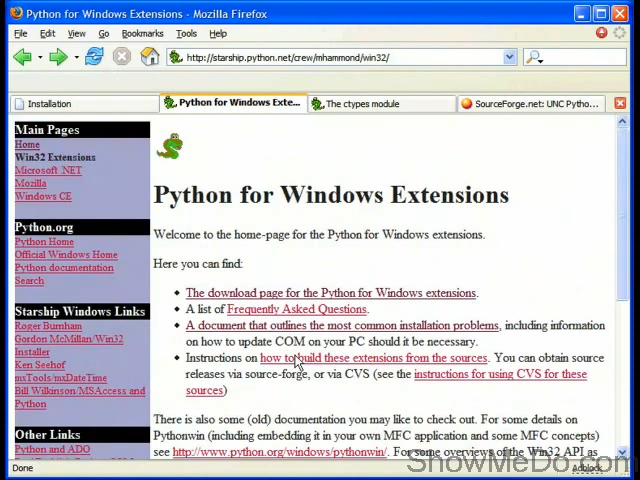 Python for Windows Extensions - Mozilla Firefox
File Edit View Go Bookmarks Tools Help
http://starship.python.net/crew/mhammond/win32/
Installation
Python for Windows Exte...
The ctypes module
SourceForge.net: UNC Pytho...
Main Pages
Home
Win32 Extensions
Microsoft .NET
Mozilla
Windows CE
Python.org
Python Home
Official Windows Home
Python documentation
Search
Starship Windows Links
Roger Burnham
Gordon McMillan/Win32
Installer
Ken Seehof
mxTools/mxDateTime
Bill Wilkinson/MSAccess and
Python
Other Links
Python and ADO
Python for Windows Extensions
Welcome to the home-page for the Python for Windows extensions.
Here you can find:
The download page for the Python for Windows extensions.
A list of Frequently Asked Questions.
A document that outlines the most common installation problems, including information
on how to update COM on your PC should it be necessary.
Instructions on how to build these extensions from the sources. You can obtain source
releases via source-forge, or via CVS (see the instructions for using CVS for these
sources)
There is also some (old) documentation you may like to check out. For some details on
Pythonwin (including embedding it in your own MFC application and some MFC concepts)
see http://www.python.org/windows/pythonwin/. For some overviews of the Win32 API as
Done
Adblock
ShowMeDo.com